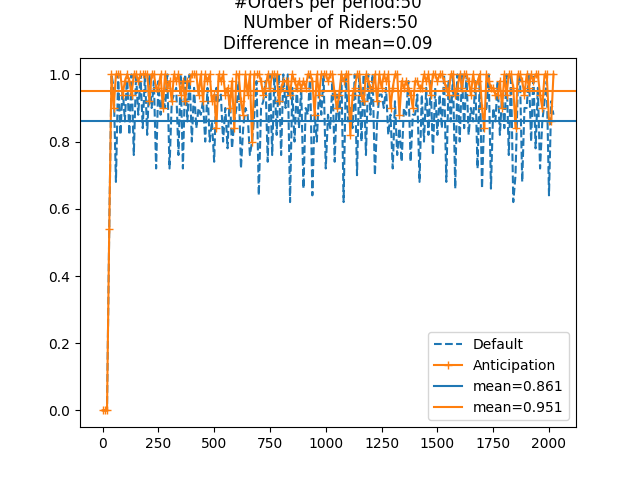 #Orders per period:50
NUmber of Riders:50
Difference in mean=0.09
1.0
0.8
0.6
0.4
0.2
0.0
0 250 500 750 1000 1250 1500 1750 2000
Default
Anticipation
mean=0.861
mean=0.951